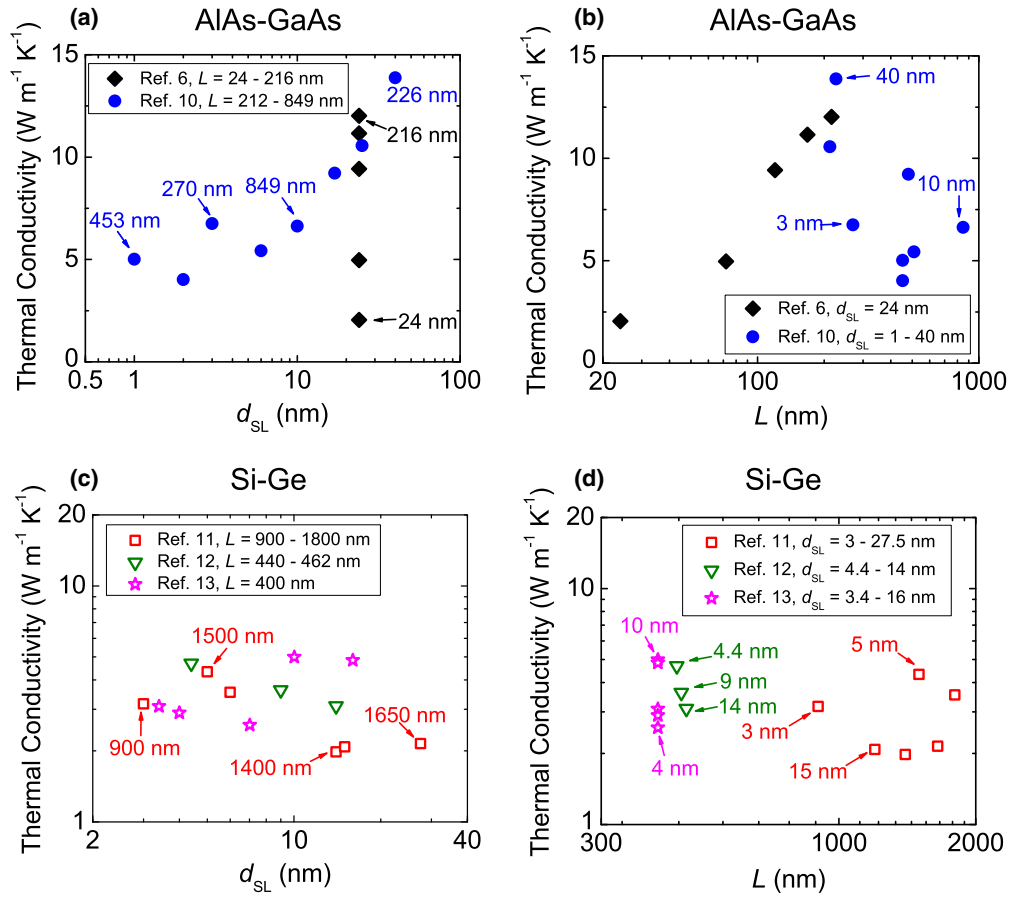 (a) AlAs-GaAs
Thermal Conductivity (W m⁻¹ K⁻¹)
15
10
5
0
0.5 1 10 100
d_SL (nm)
Ref. 6, L = 24 - 216 nm
Ref. 10, L = 212 - 849 nm
226 nm
216 nm
270 nm
849 nm
453 nm
24 nm
(b) AlAs-GaAs
Thermal Conductivity (W m⁻¹ K⁻¹)
15
10
5
0
20 100 1000
L (nm)
40 nm
10 nm
3 nm
Ref. 6, d_SL = 24 nm
Ref. 10, d_SL = 1 - 40 nm
(c) Si-Ge
Thermal Conductivity (W m⁻¹ K⁻¹)
20
10
1
2 10 40
d_SL (nm)
Ref. 11, L = 900 - 1800 nm
Ref. 12, L = 440 - 462 nm
Ref. 13, L = 400 nm
1500 nm
1650 nm
900 nm
1400 nm
(d) Si-Ge
Thermal Conductivity (W m⁻¹ K⁻¹)
20
10
1
300 1000 2000
L (nm)
Ref. 11, d_SL = 3 - 27.5 nm
Ref. 12, d_SL = 4.4 - 14 nm
Ref. 13, d_SL = 3.4 - 16 nm
10 nm
4.4 nm
5 nm
9 nm
14 nm
3 nm
4 nm
15 nm